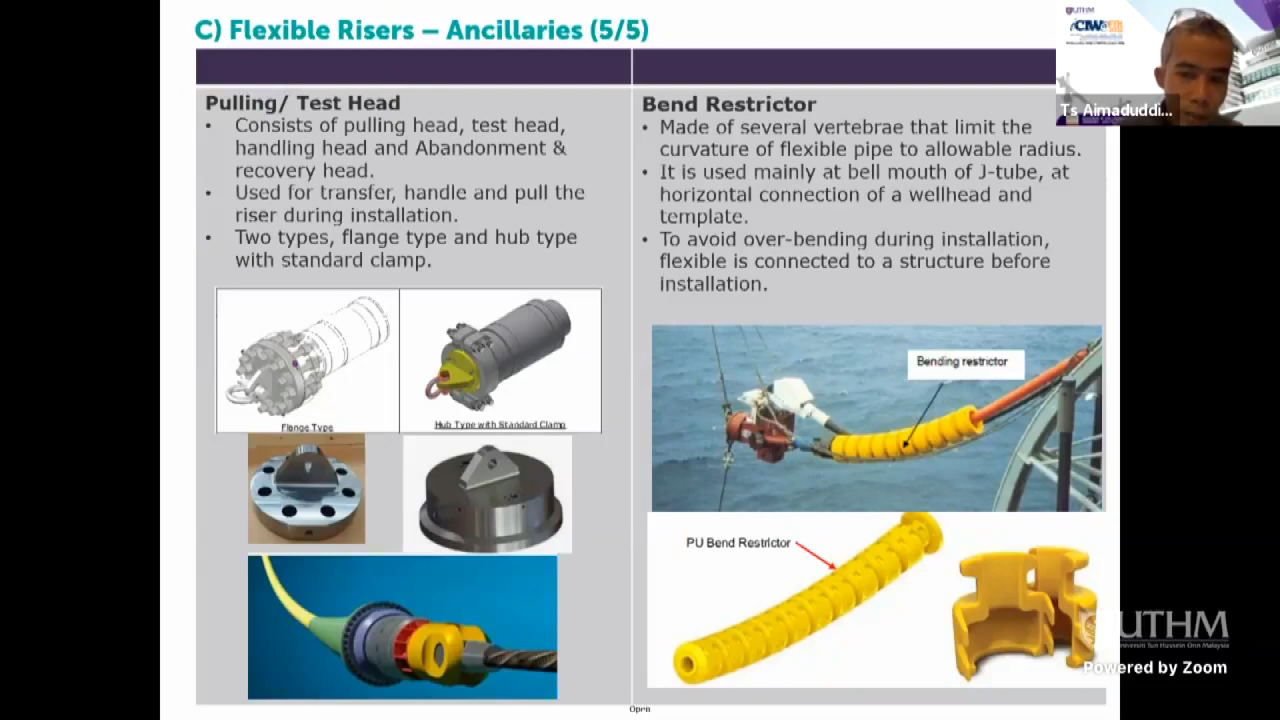 C) Flexible Risers – Ancillaries (5/5)
Pulling/ Test Head
• Consists of pulling head, test head,
handling head and Abandonment &
recovery head.
• Used for transfer, handle and pull the
riser during installation.
• Two types, flange type and hub type
with standard clamp.
Flange Type
Hub Type with Standard Clamp
Bend Restrictor
• Made of several vertebrae that limit the
curvature of flexible pipe to allowable radius.
• It is used mainly at bell mouth of J-tube, at
horizontal connection of a wellhead and
template.
• To avoid over-bending during installation,
flexible is connected to a structure before
installation.
Bending restrictor
PU Bend Restrictor
Open
UTHM
Ts Aimaduddi...
UTHM
Universiti Tun Hussein Onn Malaysia
Powered by Zoom